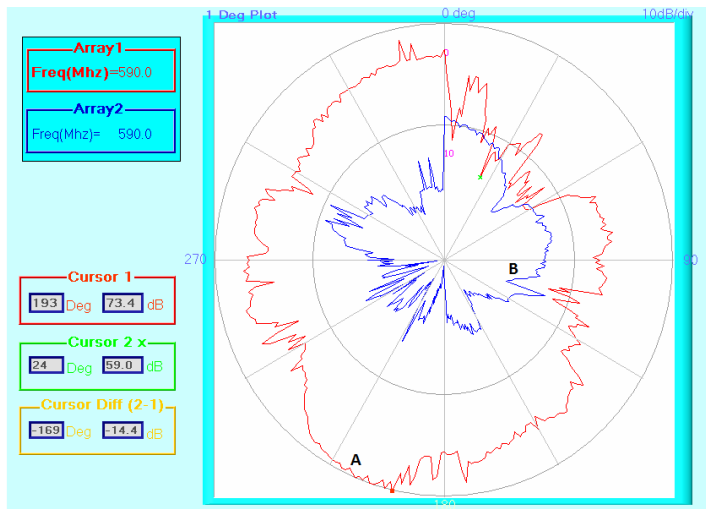 1 Deg Plot 0 deg 10dB/div
Array1
Freq(Mhz)=590.0
Array2
Freq(Mhz)= 590.0
0
10
270
90
B
Cursor 1
193 Deg 73.4 dB
Cursor 2 x
24 Deg 59.0 dB
Cursor Diff (2-1)
-169 Deg -14.4 dB
A
180